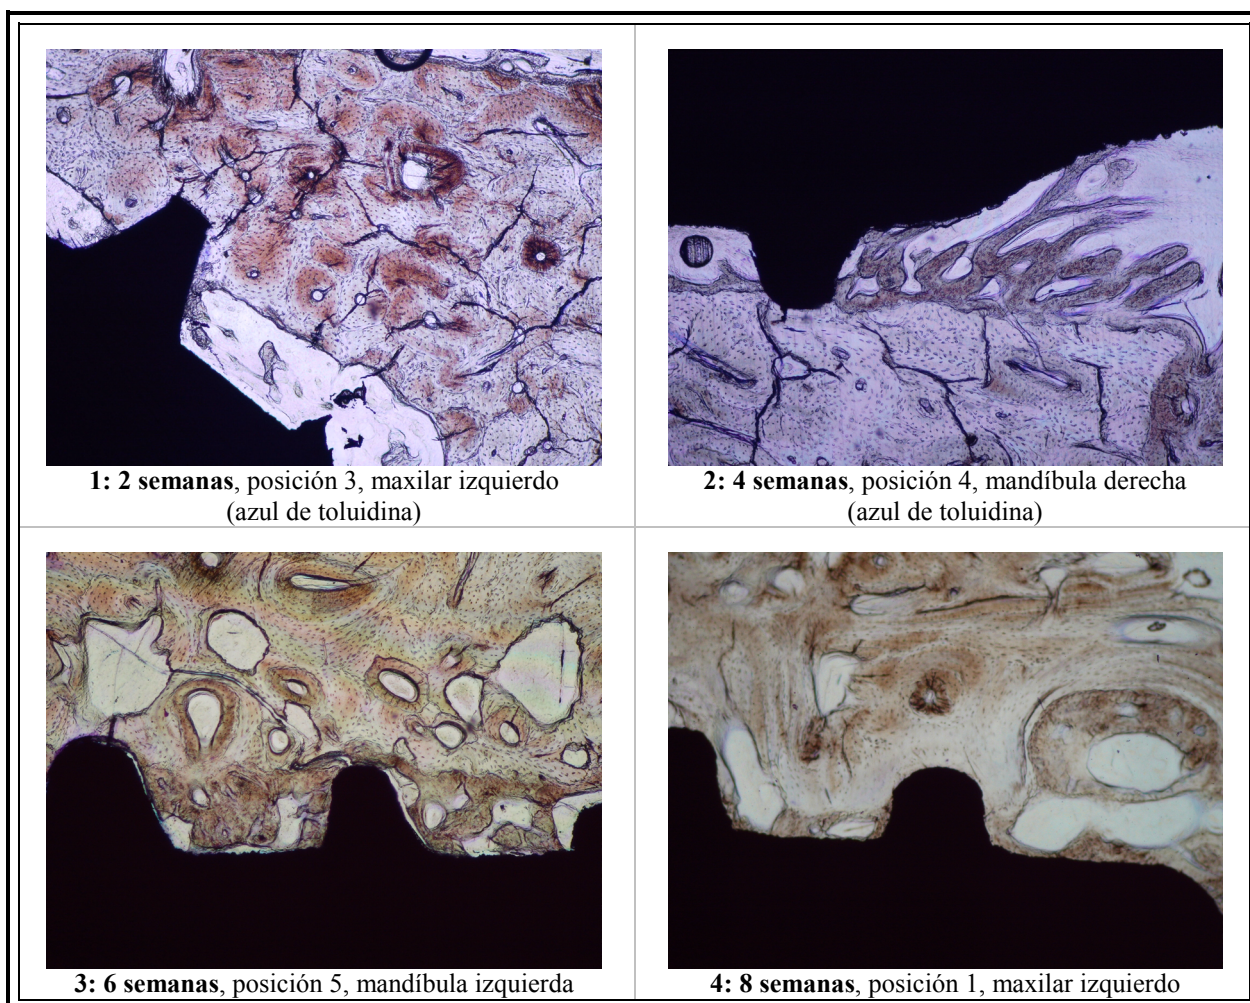 1: 2 semanas, posición 3, maxilar izquierdo
(azul de toluidina)
2: 4 semanas, posición 4, mandíbula derecha
(azul de toluidina)
3: 6 semanas, posición 5, mandíbula izquierda
4: 8 semanas, posición 1, maxilar izquierdo